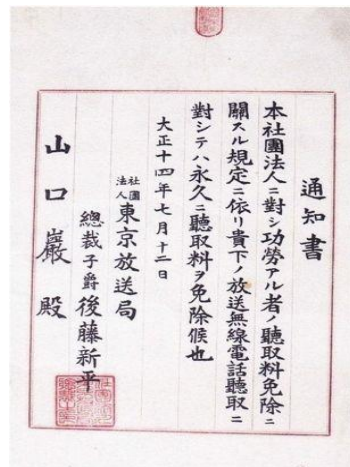 通知書
本社團法人ニ對シ功勞アル者ノ聽取料免除ニ
關スル規定ニ依リ貴下ノ放送無線電話聽取ニ
對シテハ永久ニ聽取料ヲ免除候也
大正十四年七月十二日
社團法人東京放送局
總裁子爵後藤新平
山口巖殿